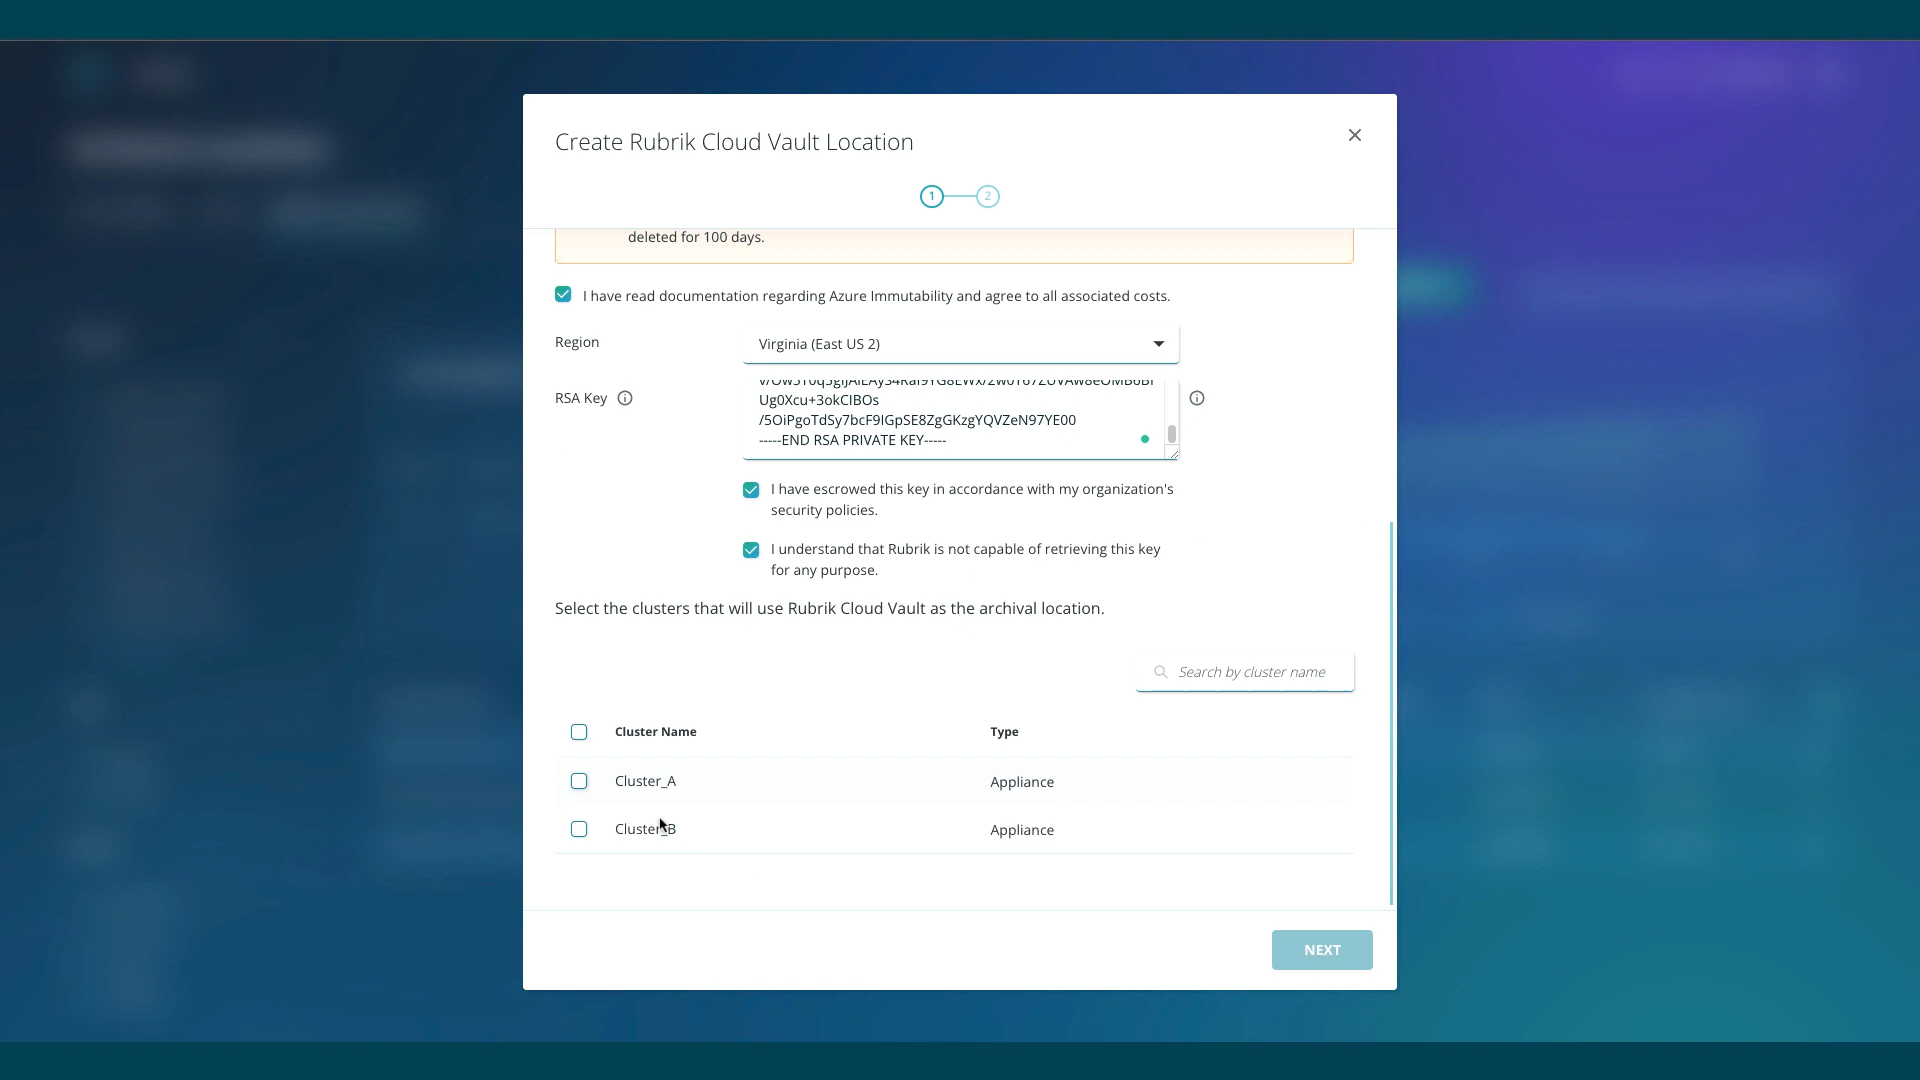 Create Rubrik Cloud Vault Location
1 2
deleted for 100 days.
I have read documentation regarding Azure Immutability and agree to all associated costs.
Region
Virginia (East US 2)
RSA Key
Ug0Xcu+3okCIBOs
/5OiPgoTdSy7bcF9IGpSE8ZgGKzgYQVZeN97YE00
-----END RSA PRIVATE KEY-----
I have escrowed this key in accordance with my organization's
security policies.
I understand that Rubrik is not capable of retrieving this key
for any purpose.
Select the clusters that will use Rubrik Cloud Vault as the archival location.
Search by cluster name
Cluster Name Type
Cluster_A Appliance
Cluster_B Appliance
NEXT